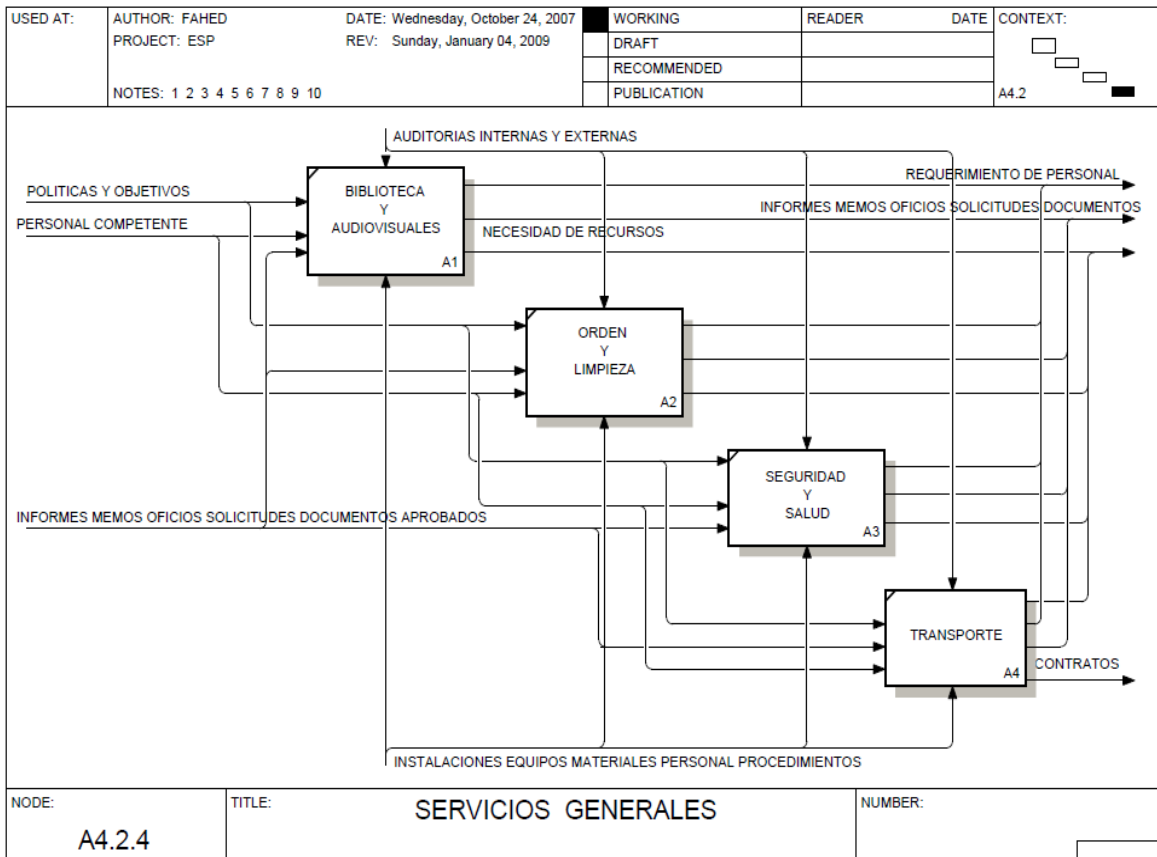 USED AT:
AUTHOR: FAHED
DATE: Wednesday, October 24, 2007
WORKING
READER
DATE
CONTEXT:
PROJECT: ESP
REV: Sunday, January 04, 2009
DRAFT
RECOMMENDED
NOTES: 1 2 3 4 5 6 7 8 9 10
PUBLICATION
A4.2
AUDITORIAS INTERNAS Y EXTERNAS
POLITICAS Y OBJETIVOS
PERSONAL COMPETENTE
BIBLIOTECA
Y
AUDIOVISUALES
A1
REQUERIMIENTO DE PERSONAL
INFORMES MEMOS OFICIOS SOLICITUDES DOCUMENTOS
NECESIDAD DE RECURSOS
ORDEN
Y
LIMPIEZA
A2
SEGURIDAD
Y
SALUD
A3
INFORMES MEMOS OFICIOS SOLICITUDES DOCUMENTOS APROBADOS
TRANSPORTE
A4
CONTRATOS
INSTALACIONES EQUIPOS MATERIALES PERSONAL PROCEDIMIENTOS
NODE:
A4.2.4
TITLE:
SERVICIOS GENERALES
NUMBER: